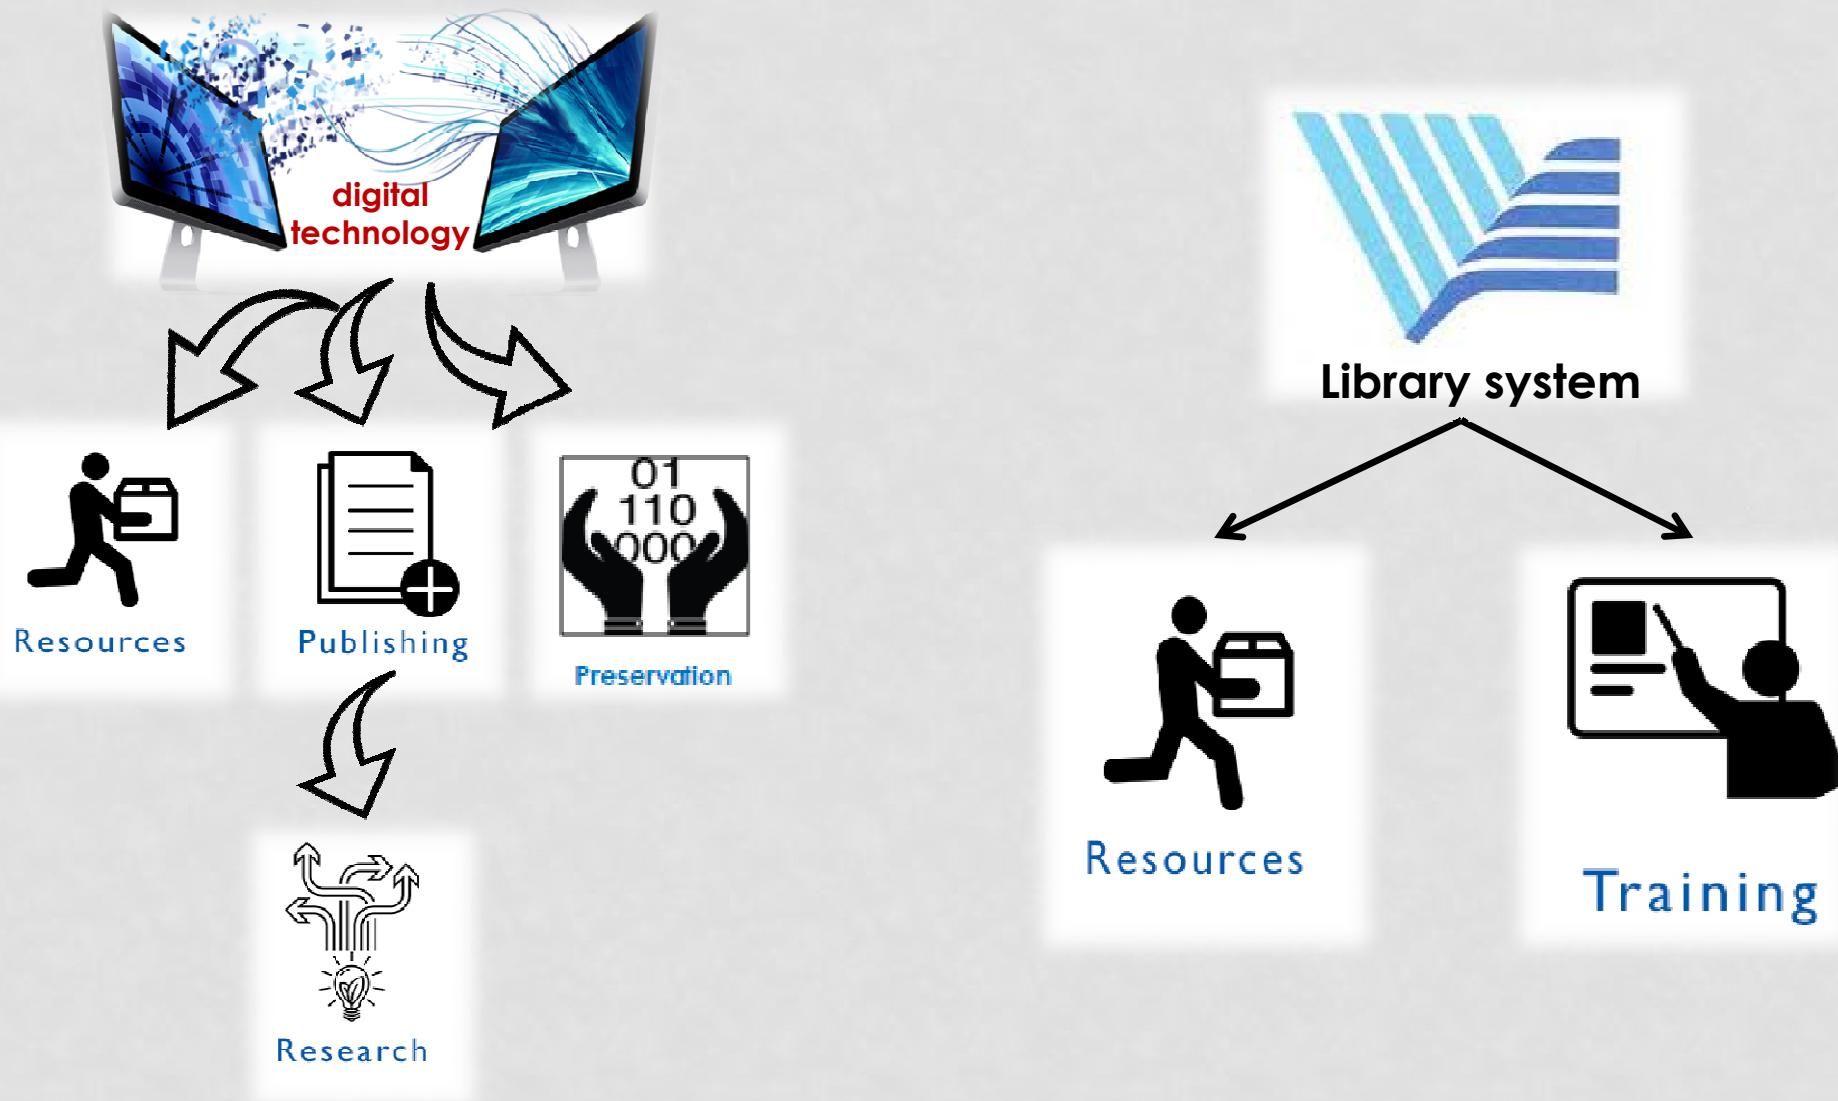 digital
technology
Resources
Publishing
01
110
000
Preservation
Research
Library system
Resources
Training